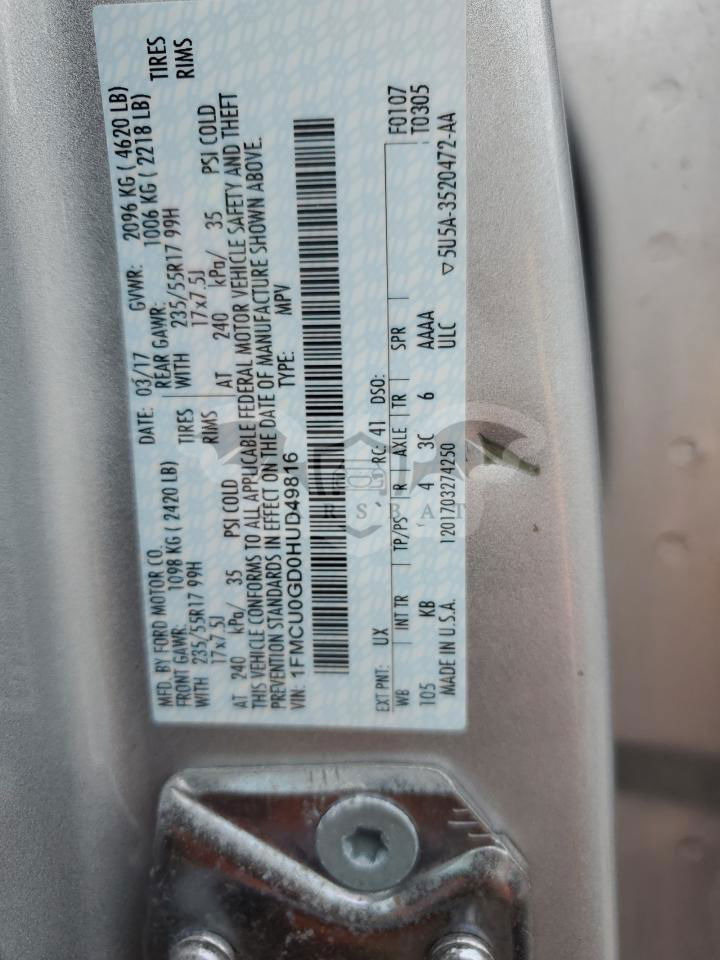 MFD. BY FORD MOTOR CO.
DATE: 03/17 GVWR: 2096 KG ( 4620 LB)
FRONT GAWR: 1098 KG (2420 LB) REAR GAWR: 1006 KG ( 2218 LB)
WITH 235/55R17 99H TIRES WITH 235/55R17 99H TIRES
17x7.5J RIMS 17x7.5J RIMS
AT 240 kPa/ 35 PSI COLD AT 240 kPa/ 35 PSI COLD
THIS VEHICLE CONFORMS TO ALL APPLICABLE FEDERAL MOTOR VEHICLE SAFETY AND THEFT
PREVENTION STANDARDS IN EFFECT ON THE DATE OF MANUFACTURE SHOWN ABOVE.
VIN: 1FMCU0GD0HUD49816 TYPE: MPV
EXT PNT: UX RC: 41 DSO: F0107
WB INT TR TP/PS R AXLE TR SPR T0305
105 KB 4 3C 6 AAAA
MADE IN U.S.A. 1201703274250 ULC ▽5U5A-3520472-AA
RSBAT